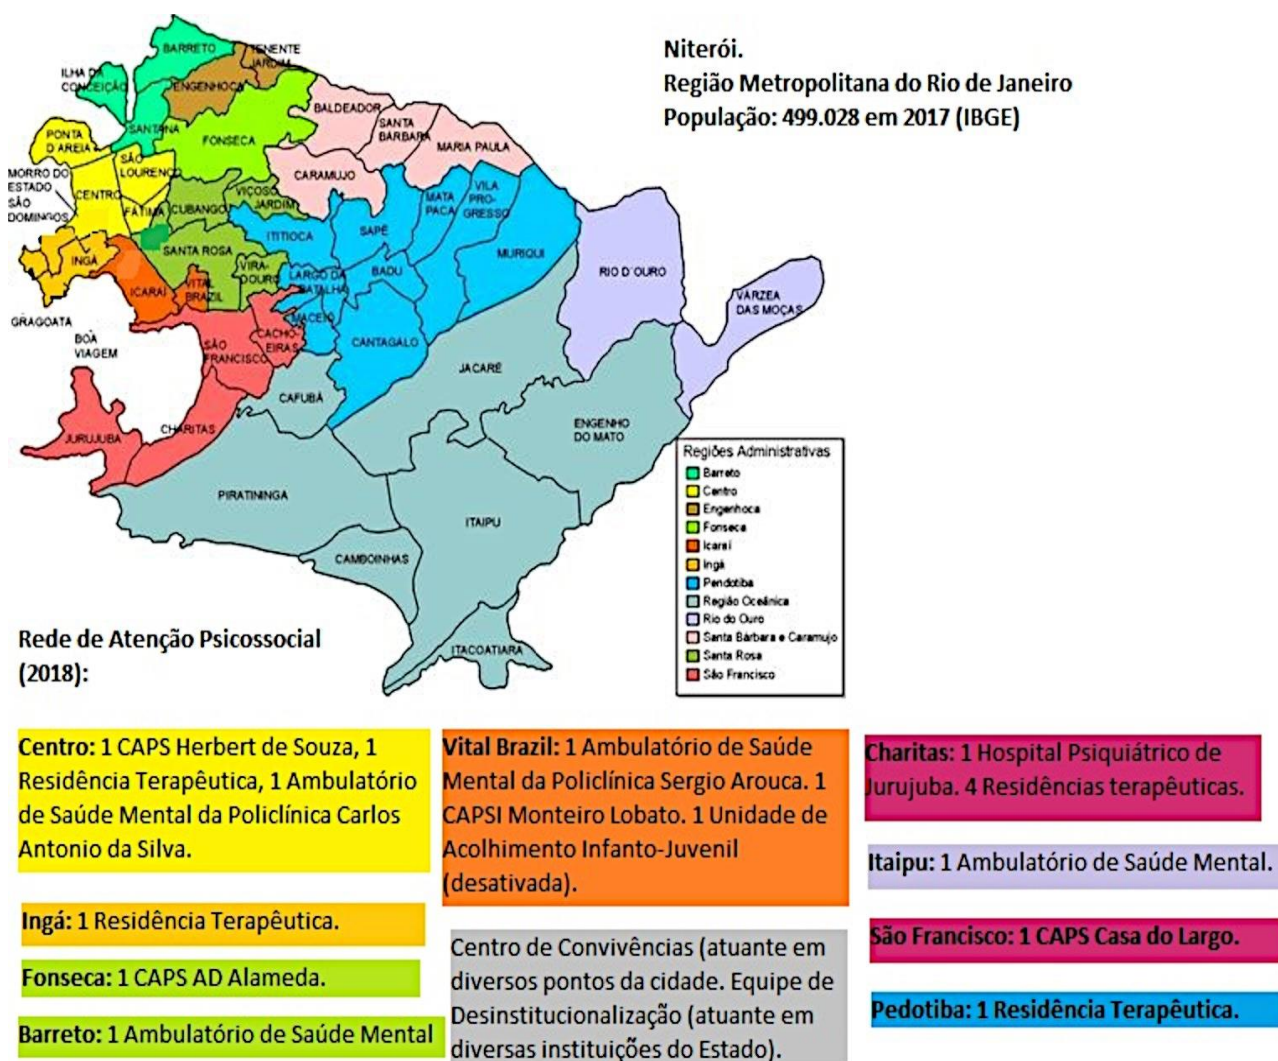 Niterói.
Região Metropolitana do Rio de Janeiro
População: 499.028 em 2017 (IBGE)
BARRETO
TENENTE
JARDIM
ILHA DA
CONCEIÇÃO
ENGENHOCA
SANTANA
FONSECA
BALDEADOR
SANTA
BÁRBARA
MARIA PAULA
PONTA
D'AREIA
SÃO
LOURENÇO
CARAMUJO
MORRO DO
ESTADO
SÃO
DOMINGOS
CENTRO
FÁTIMA
CUBANGO
VIÇOSO
JARDIM
ITITIOCA
SAPÊ
MATA
PACA
VILA
PRO-
GRESSO
MURIQUI
RIO D´OURO
VÁRZEA
DAS MOÇAS
INGÁ
SANTA ROSA
VIRA-
DOURO
LARGO DA
BATALHA
BADU
ICARAÍ
VITAL
BRAZIL
MACEIÓ
CANTAGALO
GRAGOATA
BOA
VIAGEM
SÃO
FRANCISCO
CACHO-
EIRAS
CAFUBÁ
JACARÉ
ENGENHO
DO MATO
JURUJUBA
CHARITAS
PIRATININGA
ITAIPU
CAMBOINHAS
ITACOATIARA
Regiões Administrativas
Barreto
Centro
Engenhoca
Fonseca
Icaraí
Ingá
Pendotiba
Região Oceânica
Rio do Ouro
Santa Bárbara e Caramujo
Santa Rosa
São Francisco
Rede de Atenção Psicossocial
(2018):
Centro: 1 CAPS Herbert de Souza, 1
Residência Terapêutica, 1 Ambulatório
de Saúde Mental da Policlínica Carlos
Antonio da Silva.
Ingá: 1 Residência Terapêutica.
Fonseca: 1 CAPS AD Alameda.
Barreto: 1 Ambulatório de Saúde Mental
Vital Brazil: 1 Ambulatório de Saúde
Mental da Policlínica Sergio Arouca. 1
CAPSI Monteiro Lobato. 1 Unidade de
Acolhimento Infanto-Juvenil
(desativada).
Centro de Convivências (atuante em
diversos pontos da cidade. Equipe de
Desinstitucionalização (atuante em
diversas instituições do Estado).
Charitas: 1 Hospital Psiquiátrico de
Jurujuba. 4 Residências terapêuticas.
Itaipu: 1 Ambulatório de Saúde Mental.
São Francisco: 1 CAPS Casa do Largo.
Pedotiba: 1 Residência Terapêutica.